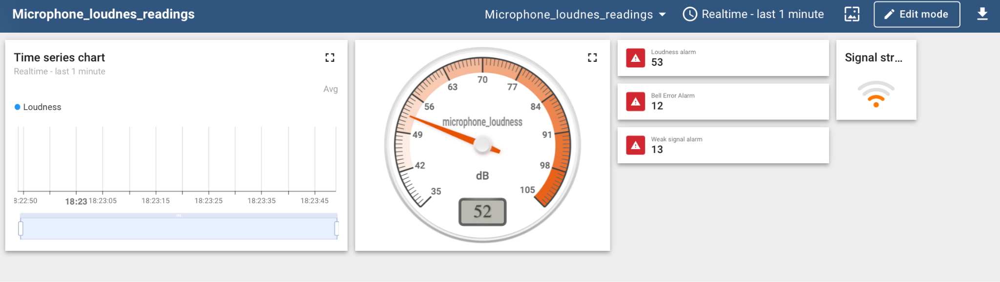 Microphone_loudnes_readings
Microphone_loudnes_readings
Realtime - last 1 minute
Edit mode
Time series chart
Realtime - last 1 minute
Avg
Loudness
8:22:50 18:23 18:23:05 18:23:15 18:23:25 18:23:35 18:23:45
70
63 77
56 84
microphone_loudness
49 91
42 98
dB
35 105
52
Loudness alarm
53
Bell Error Alarm
12
Weak signal alarm
13
Signal str...